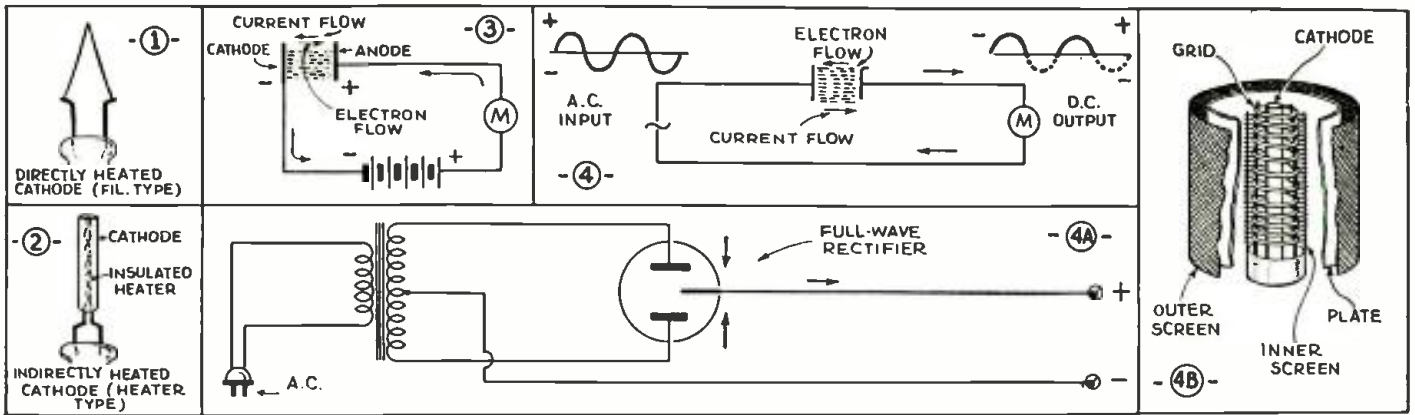 -①-
DIRECTLY HEATED
CATHODE (FIL. TYPE)
-②-
CATHODE
INSULATED
HEATER
INDIRECTLY HEATED
CATHODE (HEATER
TYPE)
-③-
CURRENT FLOW
CATHODE
ANODE
-
+
ELECTRON
FLOW
M
-
+
+
-
A.C.
INPUT
-④-
ELECTRON
FLOW
CURRENT FLOW
+
-
-
D.C.
OUTPUT
M
-4A-
FULL-WAVE
RECTIFIER
+
-
A.C.
CATHODE
GRID
OUTER
SCREEN
PLATE
INNER
SCREEN
-4B-